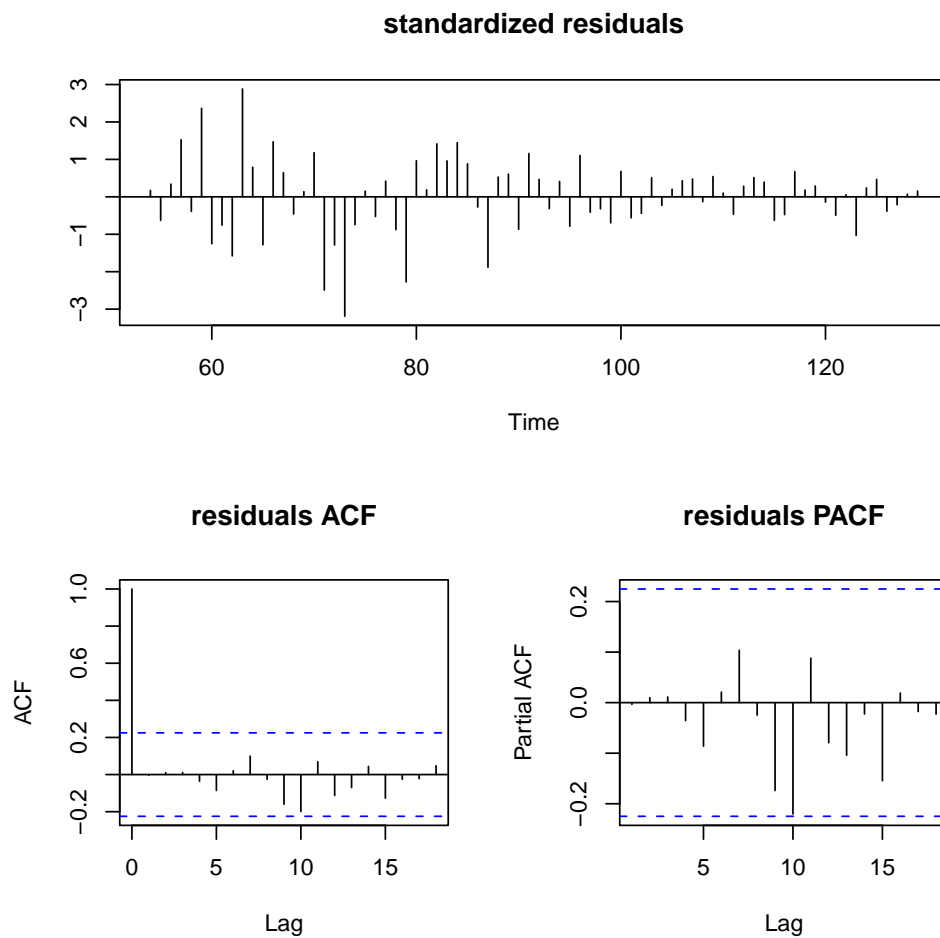 standardized residuals
3
2
1
−1
−3
60 80 100 120
Time
residuals ACF
ACF
1.0
0.6
0.2
−0.2
0 5 10 15
Lag
residuals PACF
Partial ACF
0.2
0.0
−0.2
5 10 15
Lag